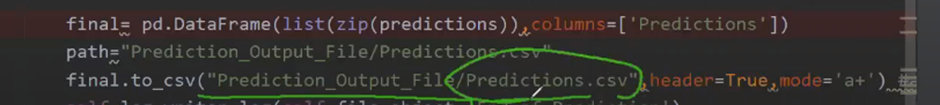 final= pd.DataFrame(list(zip(predictions)),columns=['Predictions'])
path="Prediction_Output_File/Predictions.csv"
final.to_csv("Prediction_Output_File/Predictions.csv",header=True,mode='a+') #